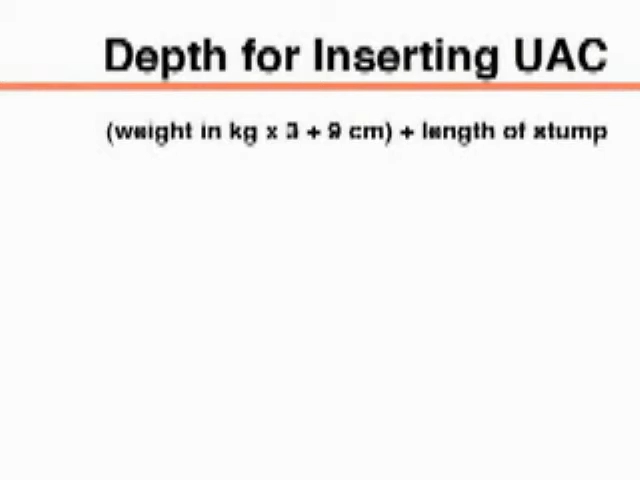 Depth for Inserting UAC
(weight in kg x 3 + 9 cm) + length of stump